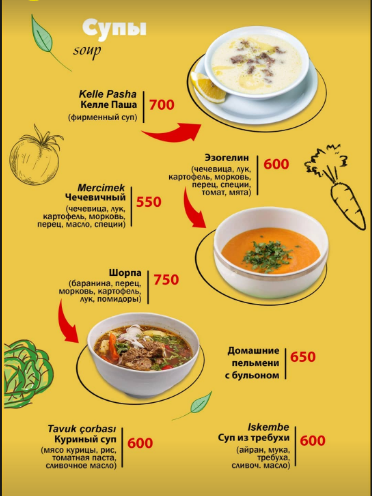 Супы
soup
Kelle Pasha
Келле Паша
(фирменный суп)
700
Эзогелин
(чечевица, лук,
картофель, морковь,
перец, специи,
томат, мята)
600
Mercimek
Чечевичный
(чечевица, лук,
картофель, морковь,
перец, масло, специи)
550
Шорпа
(баранина, перец,
морковь, картофель,
лук, помидоры)
750
Домашние
пельмени
с бульоном
650
Tavuk çorbası
Куриный суп
(мясо курицы, рис,
томатная паста,
сливочное масло)
600
Iskembe
Суп из требухи
(айран, мука,
требуха,
сливоч. масло)
600